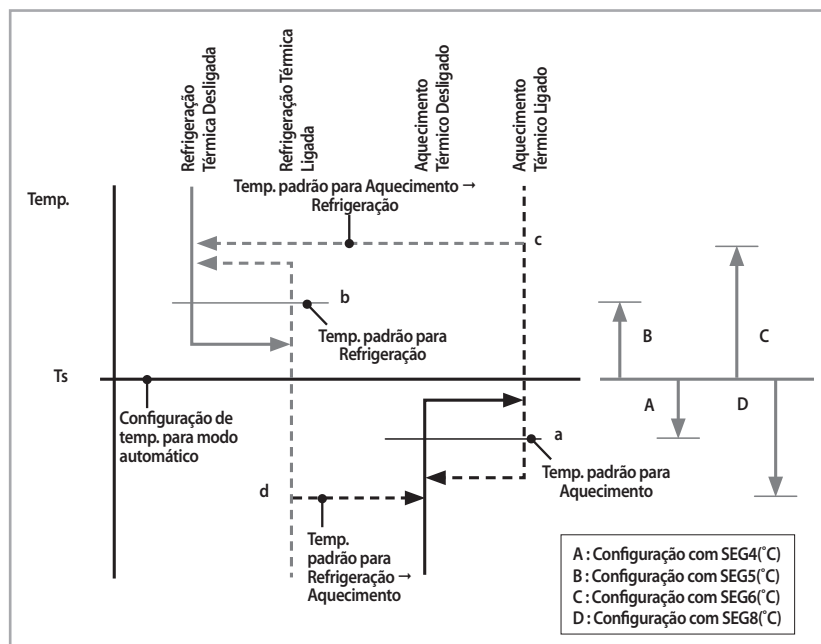 Refrigeração
Térmica Desligada
Refrigeração Térmica
Ligada
Aquecimento
Térmico Desligado
Aquecimento
Térmico Ligado
Temp.
Temp. padrão para Aquecimento →
Refrigeração
c
b
Temp. padrão para
Refrigeração
B
C
Ts
A
D
Configuração de
temp. para modo
automático
a
Temp. padrão para
Aquecimento
d
Temp.
padrão para
Refrigeração →
Aquecimento
A : Configuração com SEG4(˚C)
B : Configuração com SEG5(˚C)
C : Configuração com SEG6(˚C)
D : Configuração com SEG8(˚C)